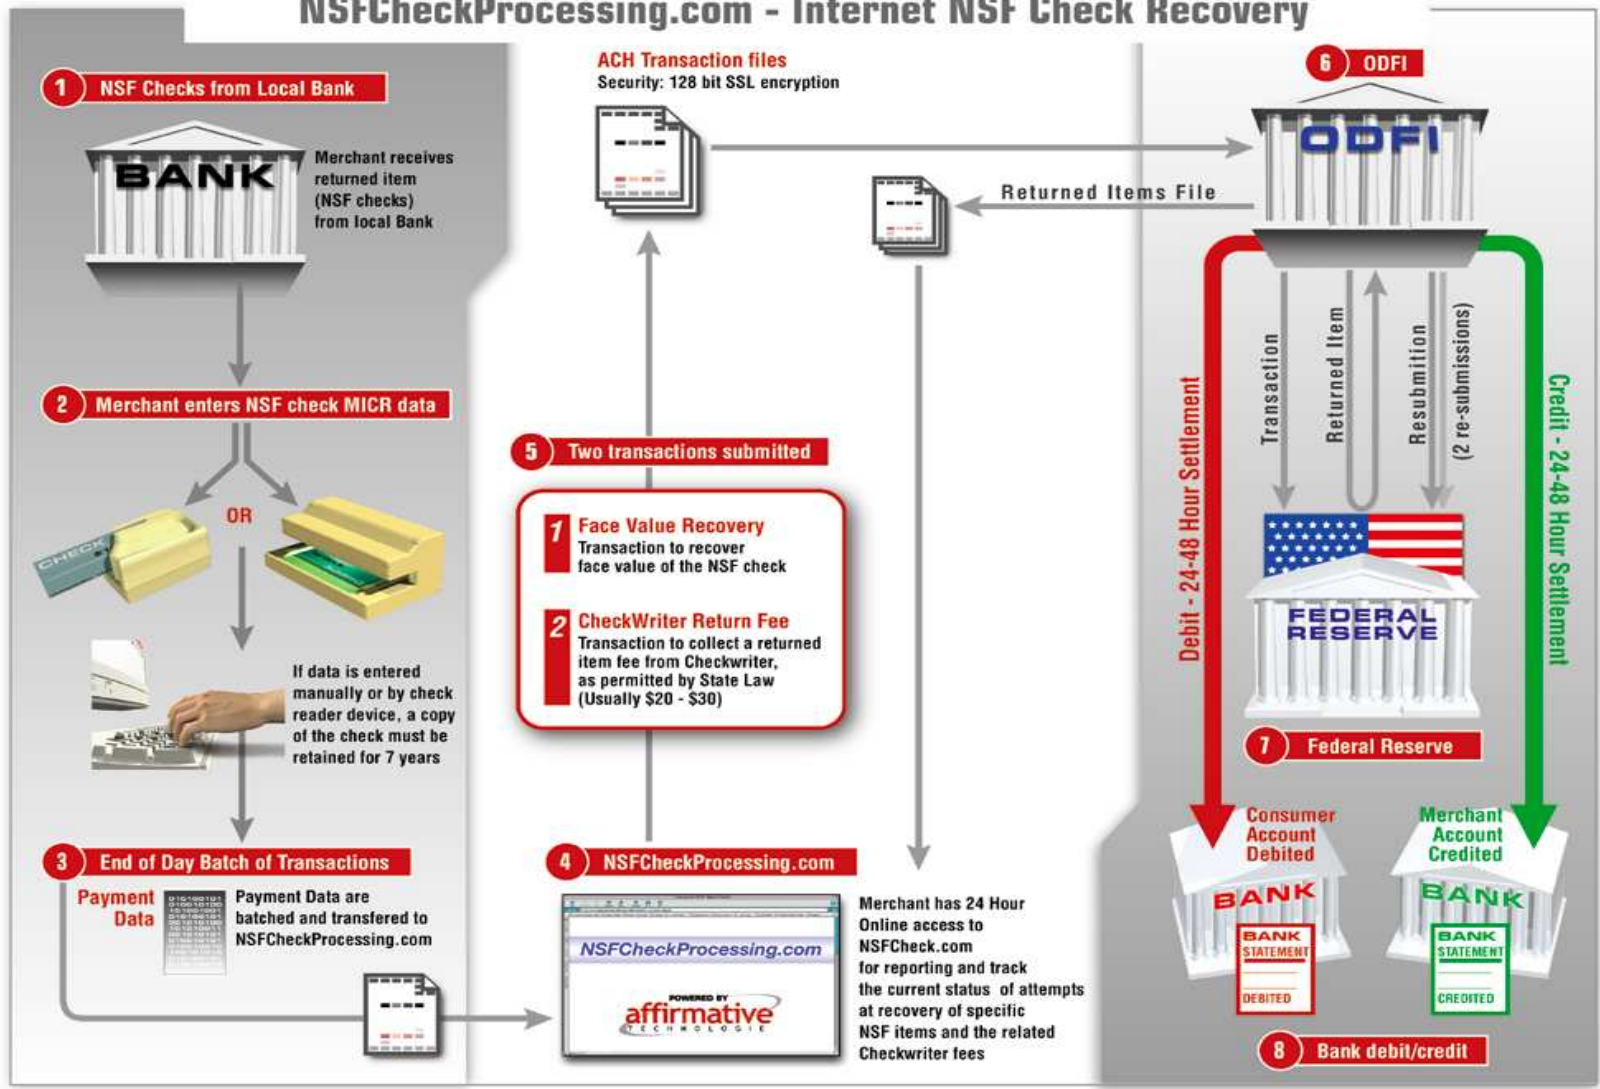 NSFCheckProcessing.com - Internet NSF Check Recovery
1 NSF Checks from Local Bank
BANK
Merchant receives
returned item
(NSF checks)
from local Bank
2 Merchant enters NSF check MICR data
OR
CHECK
If data is entered
manually or by check
reader device, a copy
of the check must be
retained for 7 years
3 End of Day Batch of Transactions
Payment
Data
Payment Data are
batched and transfered to
NSFCheckProcessing.com
ACH Transaction files
Security: 128 bit SSL encryption
Returned Items File
5 Two transactions submitted
1 Face Value Recovery
Transaction to recover
face value of the NSF check
2 CheckWriter Return Fee
Transaction to collect a returned
item fee from Checkwriter,
as permitted by State Law
(Usually $20 - $30)
4 NSFCheckProcessing.com
NSFCheckProcessing.com
POWERED BY
affirmative
TECHNOLOGIE
Merchant has 24 Hour
Online access to
NSFCheck.com
for reporting and track
the current status of attempts
at recovery of specific
NSF items and the related
Checkwriter fees
6 ODFI
ODFI
Debit - 24-48 Hour Settlement
Transaction
Returned Item
Resubmition
(2 re-submissions)
Credit - 24-48 Hour Settlement
FEDERAL
RESERVE
7 Federal Reserve
Consumer
Account
Debited
BANK
BANK
STATEMENT
DEBITED
Merchant
Account
Credited
BANK
BANK
STATEMENT
CREDITED
8 Bank debit/credit